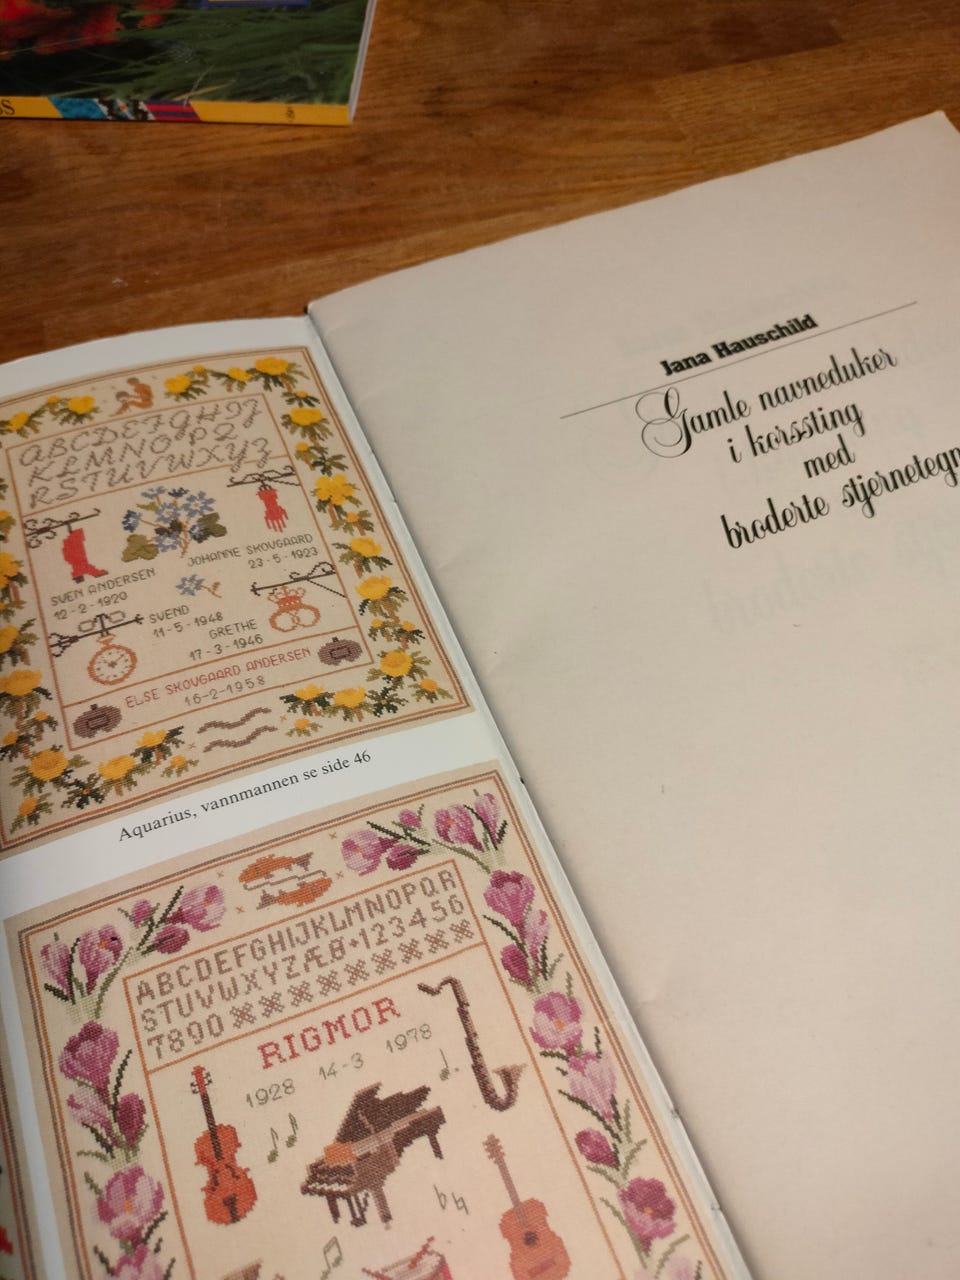 ABCDEFGHIJ
KLMNOPQ
RSTUVWXYZ
JOHANNE SKOVGAARD
23-5-1923
SVEN ANDERSEN
12-2-1920
SVEND
11-5-1948
GRETHE
17-3-1946
ELSE SKOVGAARD ANDERSEN
16-2-1958
Aquarius, vannmannen se side 46
ABCDEFGHIJKLMNOPQR
STUVWXYZÆØ+123456
7890
RIGMOR
1928 14-3 1978
Jana Hauschild
Gamle navneduker
i korssting
med
broderte stjernetegn